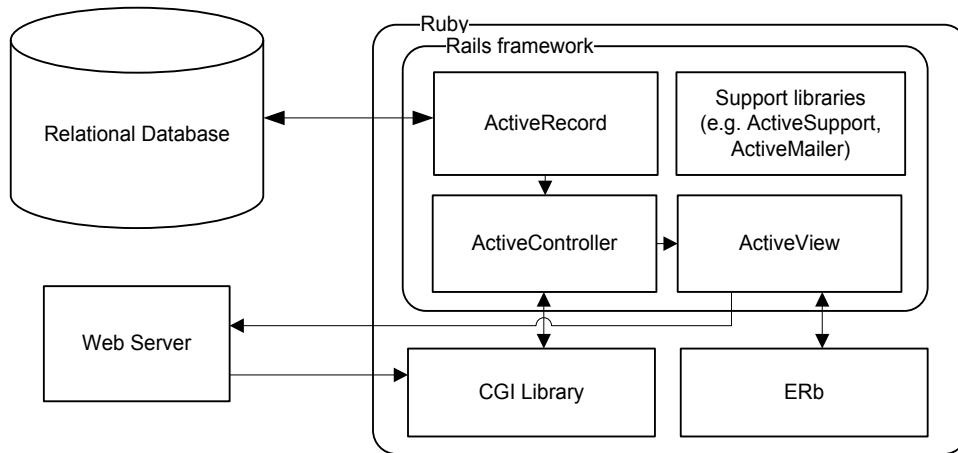 Ruby
Rails framework
Relational Database
ActiveRecord
Support libraries
(e.g. ActiveSupport,
ActiveMailer)
ActiveController
ActiveView
Web Server
CGI Library
ERb